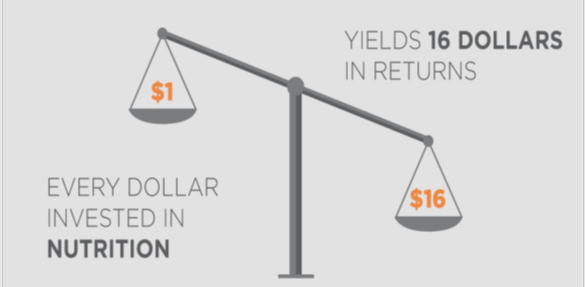 YIELDS 16 DOLLARS
IN RETURNS
$1
EVERY DOLLAR
INVESTED IN
NUTRITION
$16